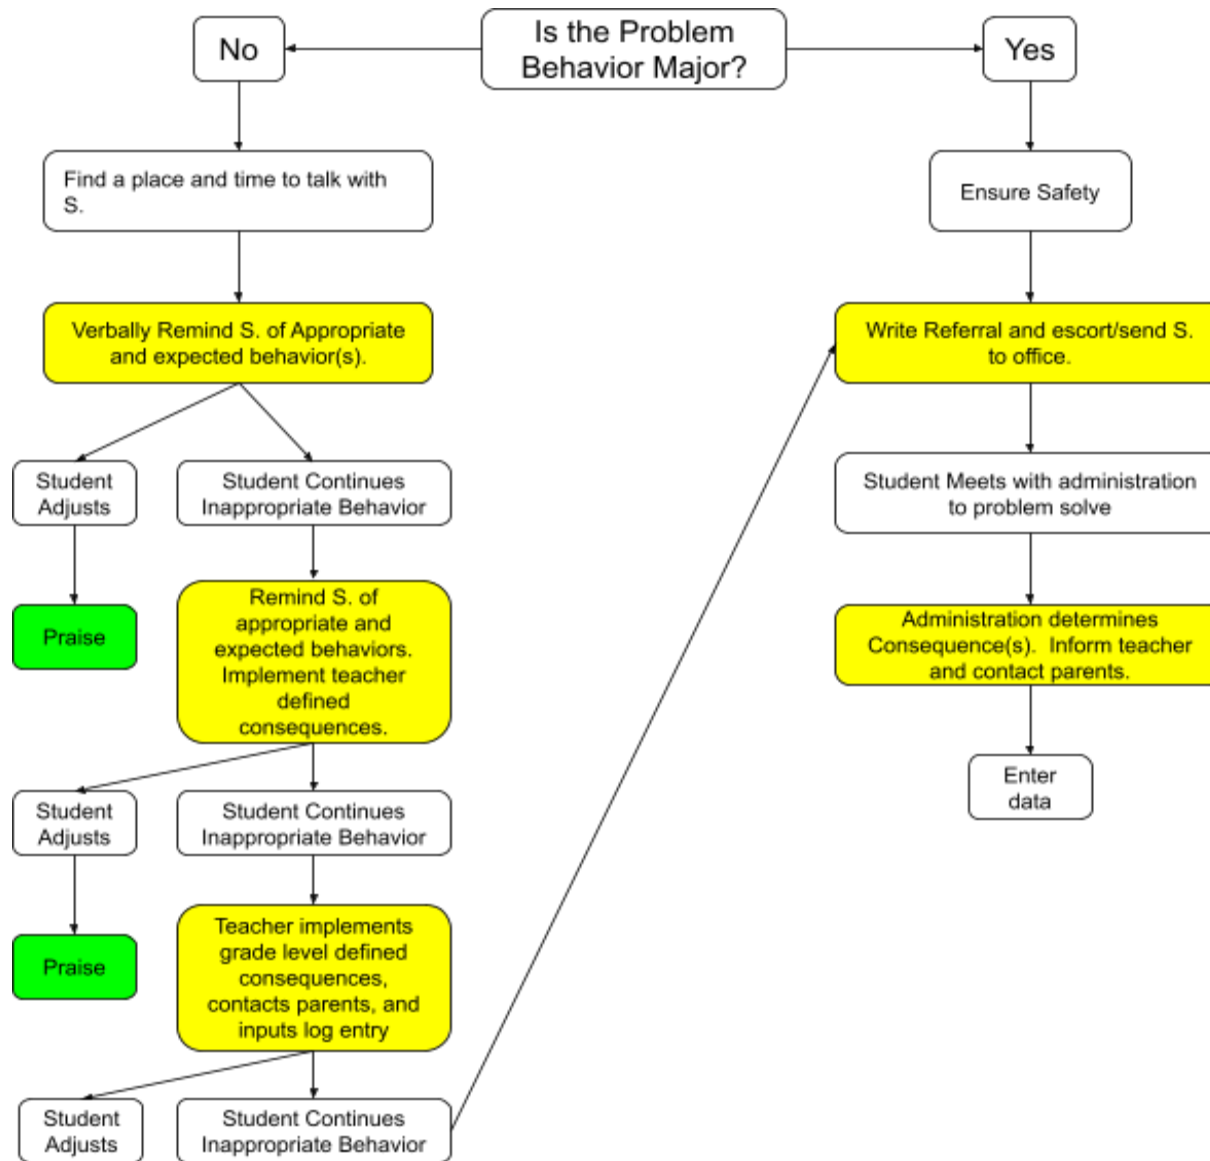 Is the Problem
Behavior Major?
No
Yes
Find a place and time to talk with
S.
Ensure Safety
Verbally Remind S. of Appropriate
and expected behavior(s).
Write Referral and escort/send S.
to office.
Student
Adjusts
Student Continues
Inappropriate Behavior
Student Meets with administration
to problem solve
Praise
Remind S. of
appropriate and
expected behaviors.
Implement teacher
defined
consequences.
Administration determines
Consequence(s).  Inform teacher
and contact parents.
Student
Adjusts
Student Continues
Inappropriate Behavior
Enter
data
Praise
Teacher implements
grade level defined
consequences,
contacts parents, and
inputs log entry
Student
Adjusts
Student Continues
Inappropriate Behavior